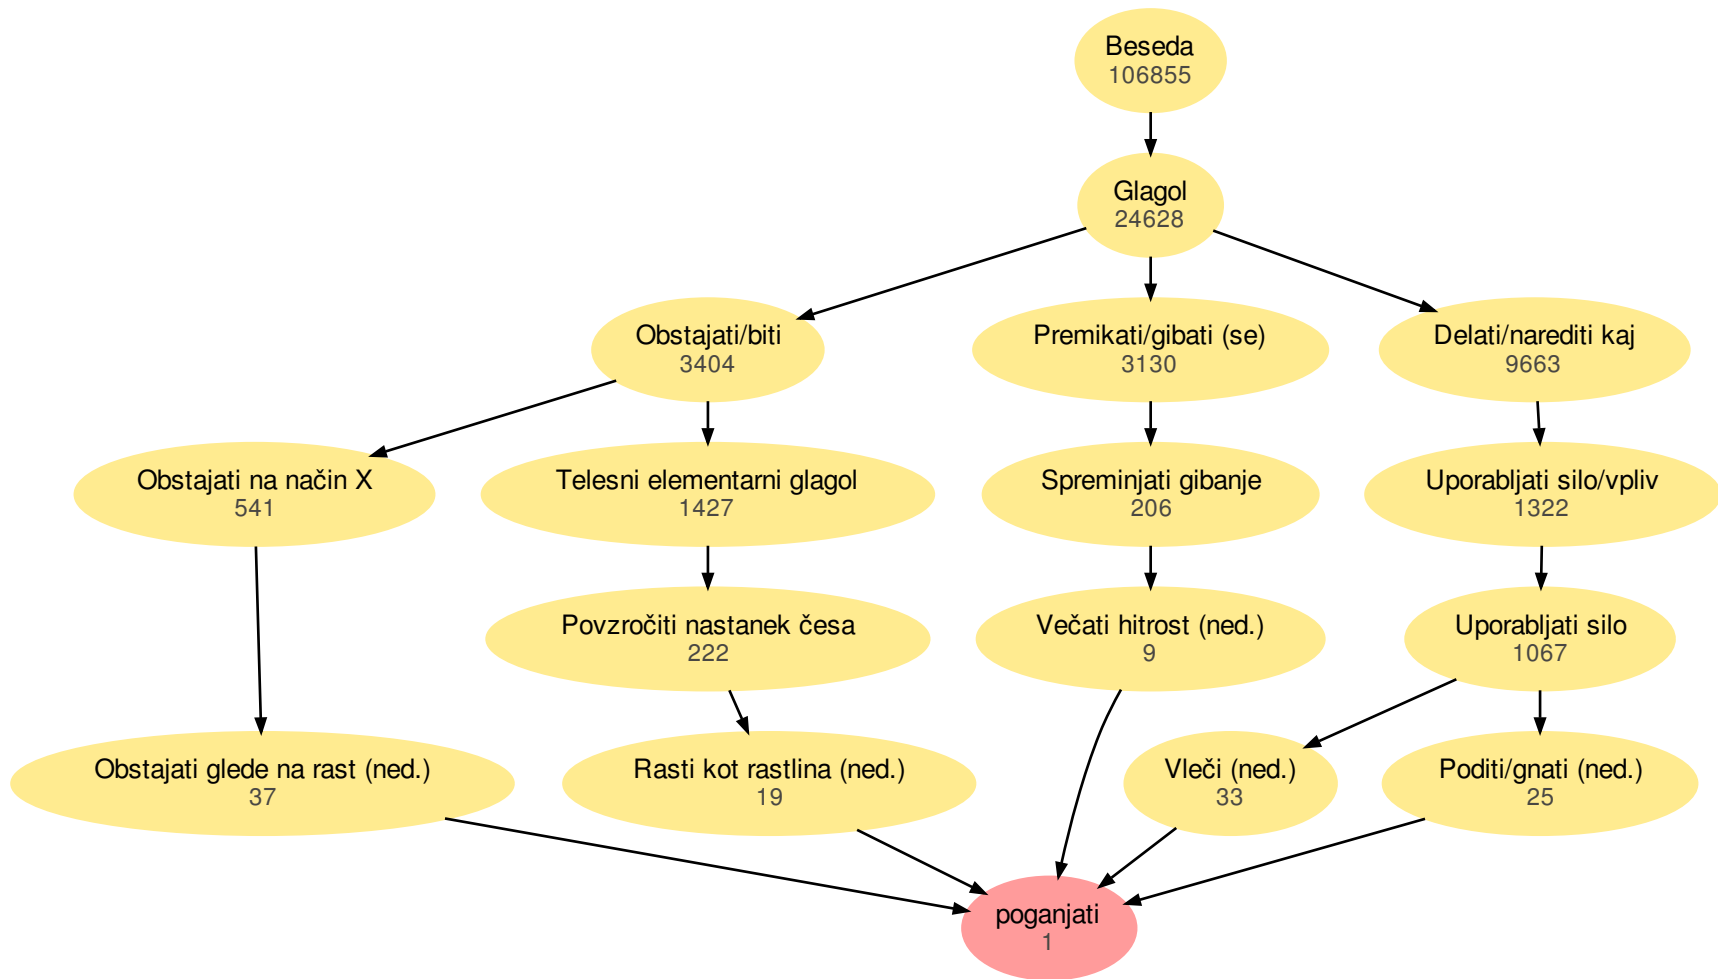 Beseda
106855
Glagol
24628
Obstajati/biti
3404
Premikati/gibati (se)
3130
Delati/narediti kaj
9663
Obstajati na način X
541
Telesni elementarni glagol
1427
Spreminjati gibanje
206
Uporabljati silo/vpliv
1322
Povzročiti nastanek česa
222
Večati hitrost (ned.)
9
Uporabljati silo
1067
Obstajati glede na rast (ned.)
37
Rasti kot rastlina (ned.)
19
Vleči (ned.)
33
Poditi/gnati (ned.)
25
poganjati
1